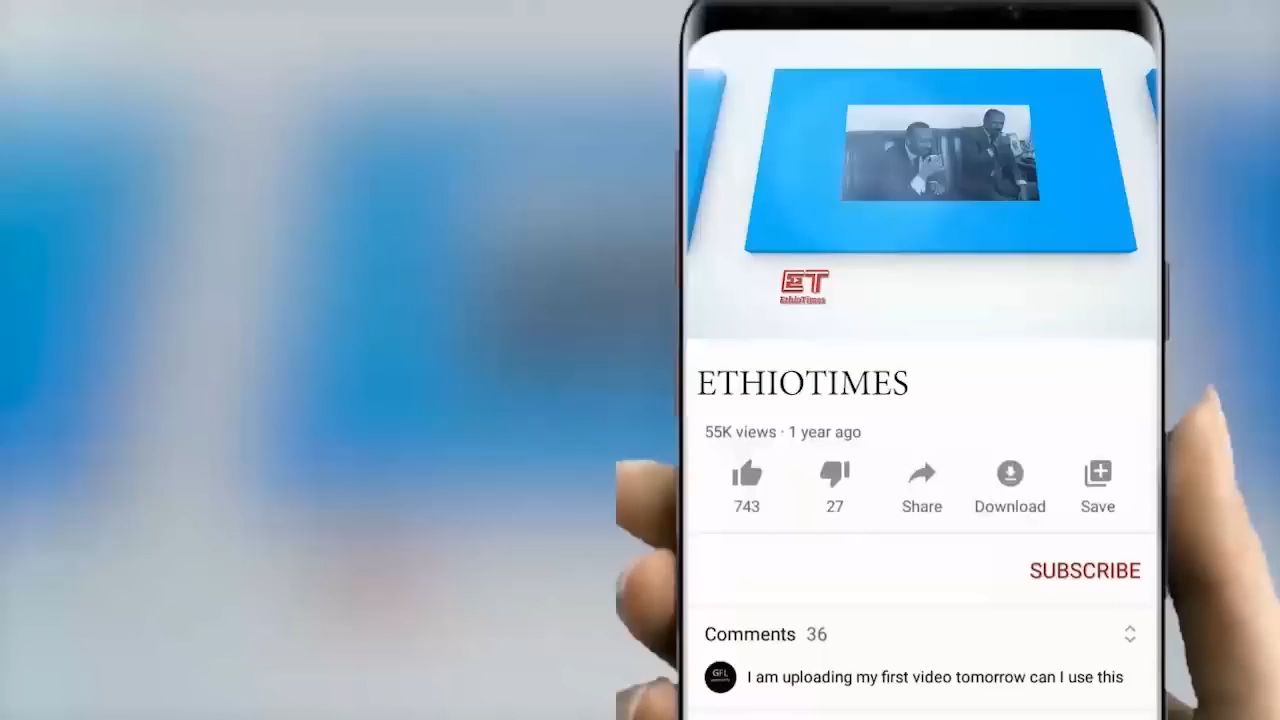 ET
EthioTimes
ETHIOTIMES
55K views · 1 year ago
743
27
Share
Download
Save
SUBSCRIBE
Comments 36
GFL
I am uploading my first video tomorrow can I use this